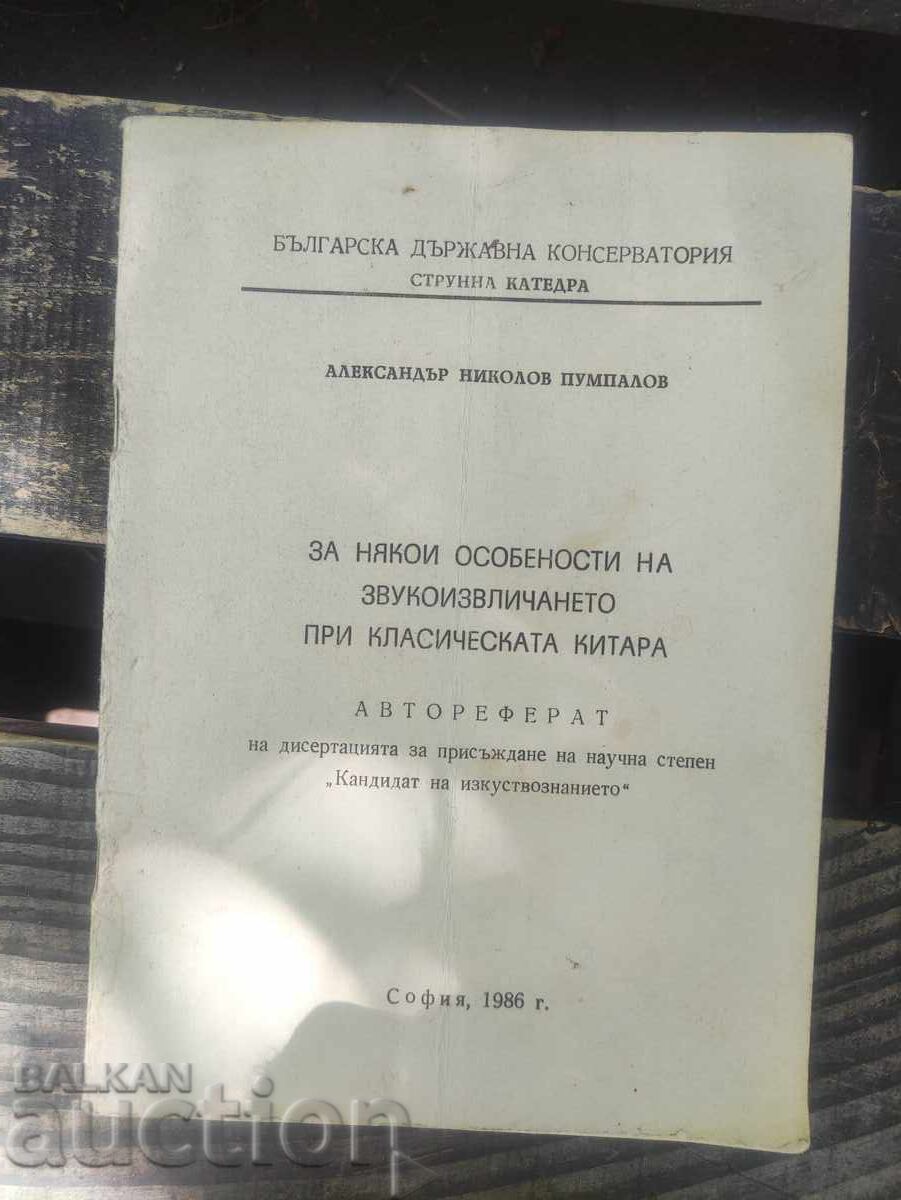 БЪЛГАРСКА ДЪРЖАВНА КОНСЕРВАТОРИЯ
СТРУННА КАТЕДРА
АЛЕКСАНДЪР НИКОЛОВ ПУМПАЛОВ
ЗА НЯКОИ ОСОБЕНОСТИ НА
ЗВУКОИЗВЛИЧАНЕТО
ПРИ КЛАСИЧЕСКАТА КИТАРА
АВТОРЕФЕРАТ
на дисертацията за присъждане на научна степен
„Кандидат на изкуствознанието“
София, 1986 г.
BALKAN
auction